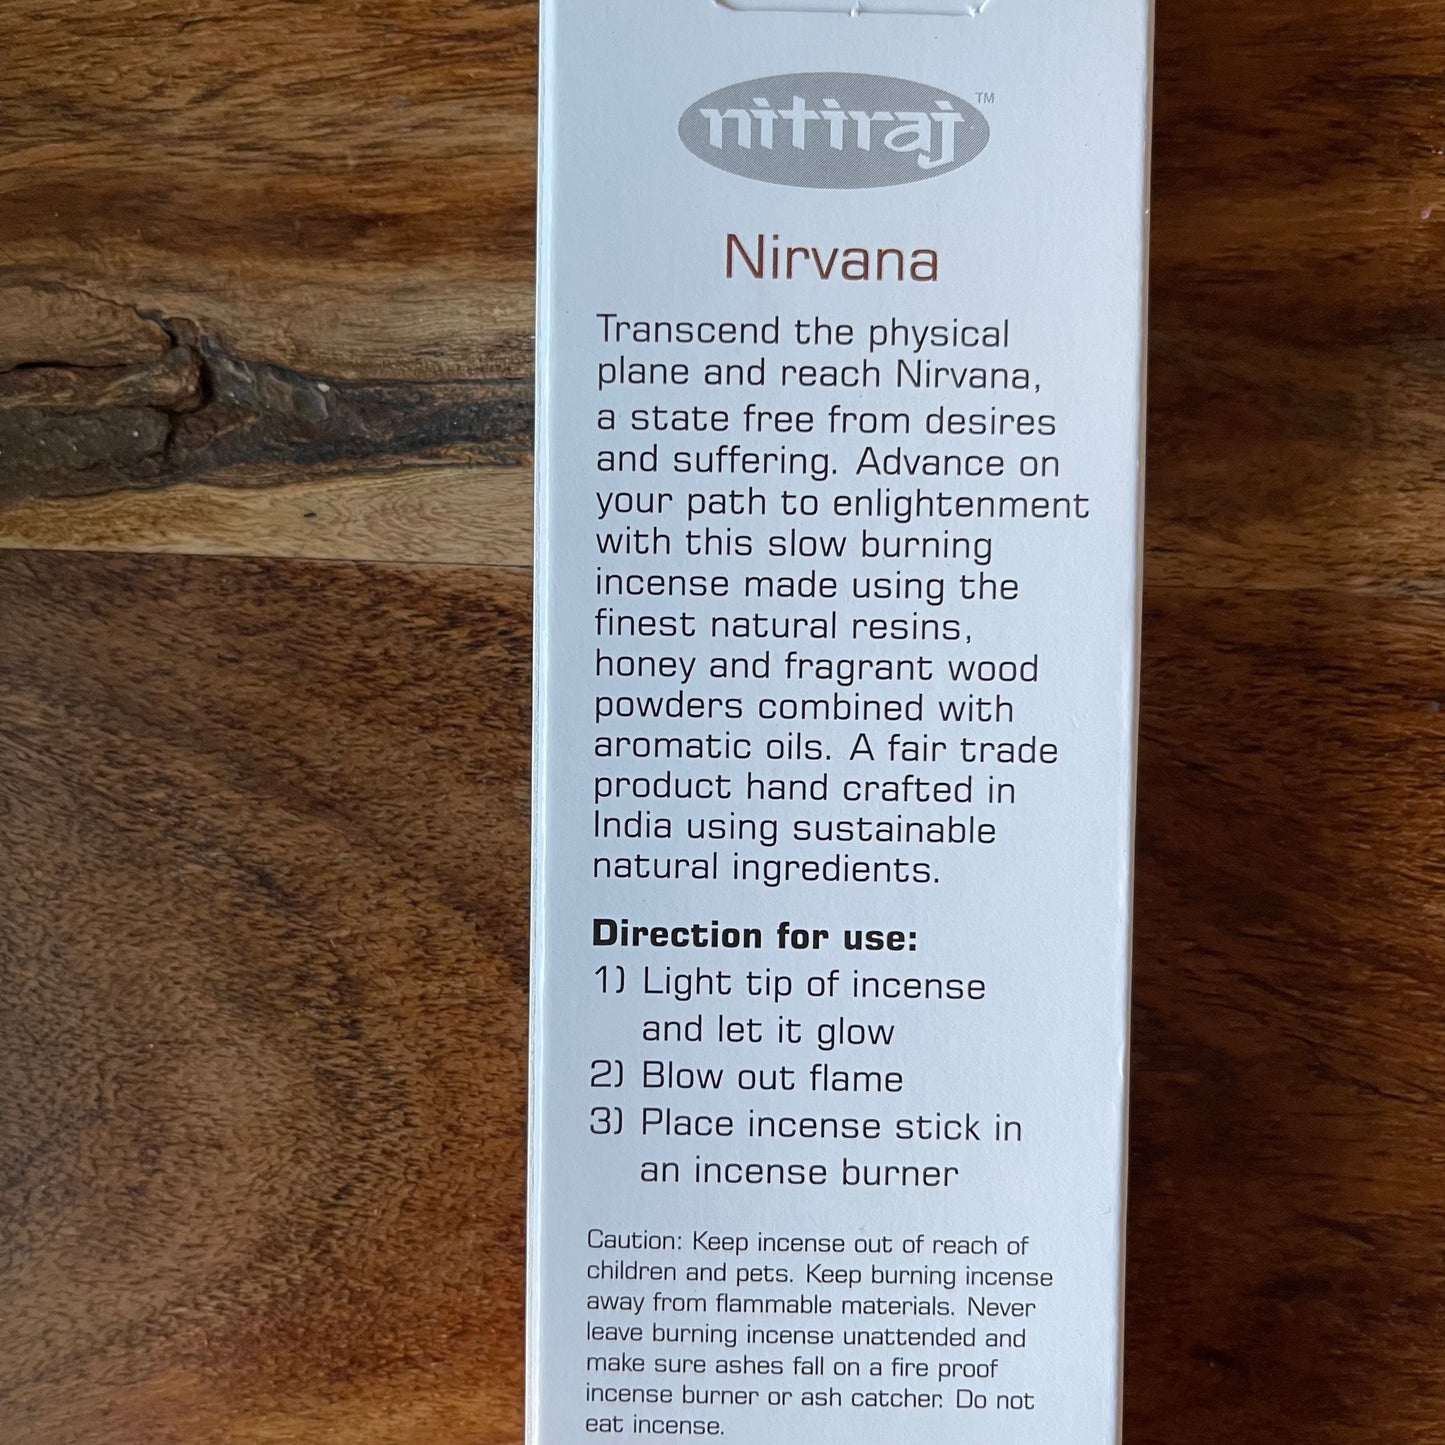 nitiraj™
Nirvana
Transcend the physical
plane and reach Nirvana,
a state free from desires
and suffering. Advance on
your path to enlightenment
with this slow burning
incense made using the
finest natural resins,
honey and fragrant wood
powders combined with
aromatic oils. A fair trade
product hand crafted in
India using sustainable
natural ingredients.
Direction for use:
1) Light tip of incense
and let it glow
2) Blow out flame
3) Place incense stick in
an incense burner
Caution: Keep incense out of reach of
children and pets. Keep burning incense
away from flammable materials. Never
leave burning incense unattended and
make sure ashes fall on a fire proof
incense burner or ash catcher. Do not
eat incense.